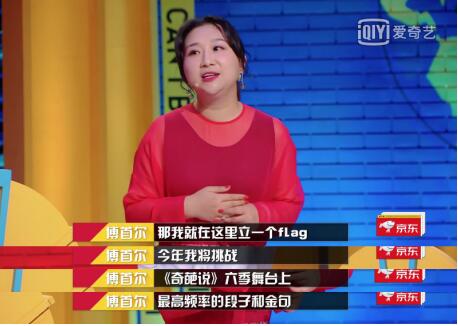 iQIYI 爱奇艺
CAN'T B
傅首尔 那我就在这里立一个flag 京东
傅首尔 今年我将挑战 京东
傅首尔 《奇葩说》六季舞台上 京东
傅首尔 最高频率的段子和金句 京东